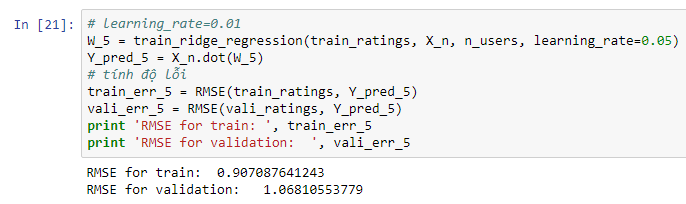 In [21]: # learning_rate=0.01
W_5 = train_ridge_regression(train_ratings, X_n, n_users, learning_rate=0.05)
Y_pred_5 = X_n.dot(W_5)
# tính độ lỗi
train_err_5 = RMSE(train_ratings, Y_pred_5)
vali_err_5 = RMSE(vali_ratings, Y_pred_5)
print 'RMSE for train: ', train_err_5
print 'RMSE for validation:  ', vali_err_5
RMSE for train:  0.907087641243
RMSE for validation:   1.06810553779